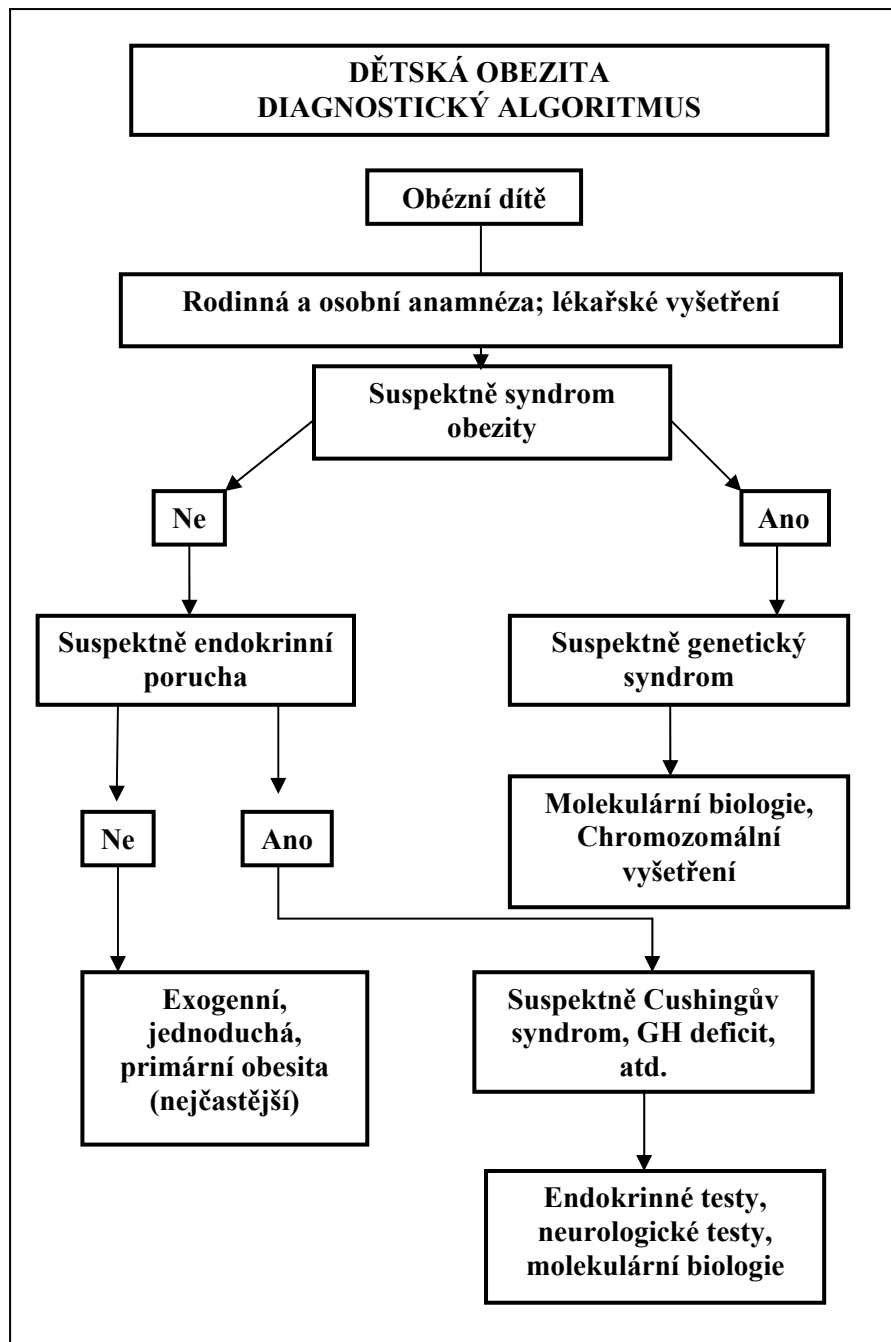 DĚTSKÁ OBEZITA
DIAGNOSTICKÝ ALGORITMUS
Obézní dítě
Rodinná a osobní anamnéza; lékařské vyšetření
Suspektně syndrom
obezity
Ne
Ano
Suspektně endokrinní
porucha
Suspektně genetický
syndrom
Molekulární biologie,
Chromozomální
vyšetření
Ne
Ano
Exogenní,
jednoduchá,
primární obesita
(nejčastější)
Suspektně Cushingův
syndrom, GH deficit,
atd.
Endokrinné testy,
neurologické testy,
molekulární biologie